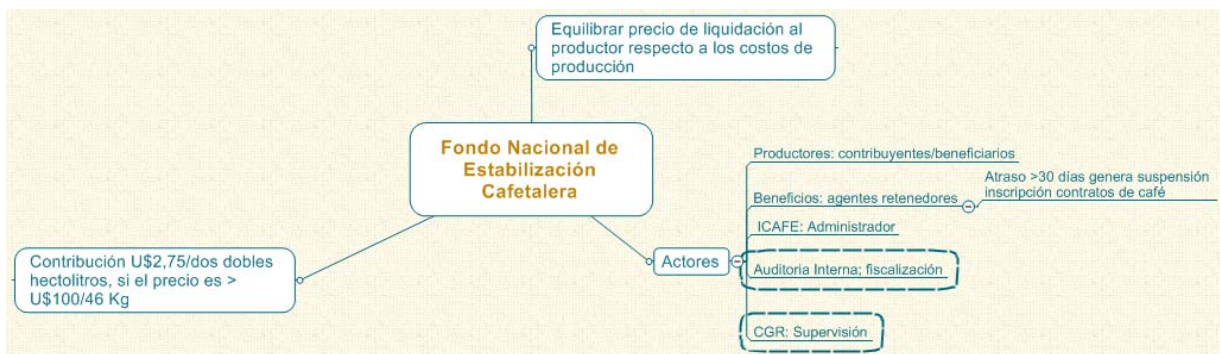 Equilibrar precio de liquidación al
productor respecto a los costos de
producción
Fondo Nacional de
Estabilización
Cafetalera
Productores: contribuyentes/beneficiarios
Atraso >30 días genera suspensión
inscripción contratos de café
Beneficios: agentes retenedores
ICAFE: Administrador
Actores
Auditoria Interna; fiscalización
CGR: Supervisión
Contribución U$2,75/dos dobles
hectolitros, si el precio es >
U$100/46 Kg